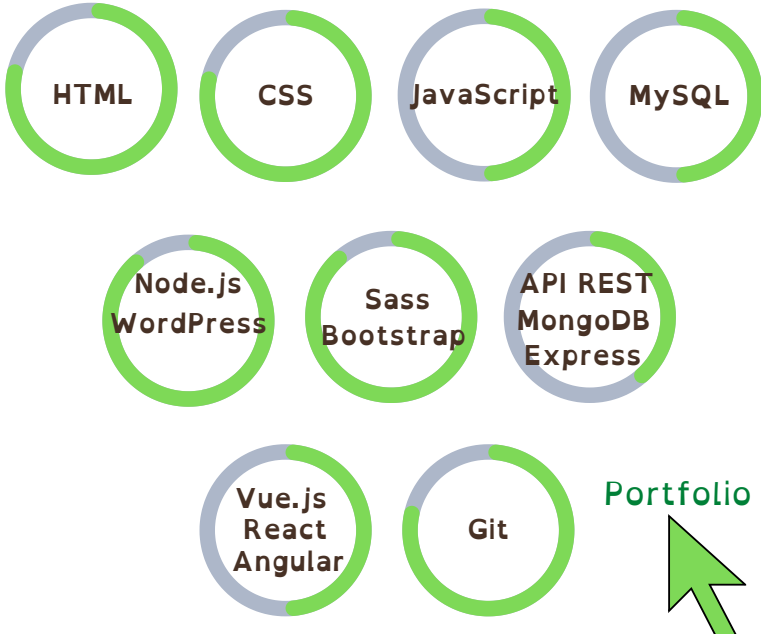 HTML
CSS
JavaScript
MySQL
Node.js
WordPress
Sass
Bootstrap
API REST
MongoDB
Express
Vue.js
React
Angular
Git
Portfolio